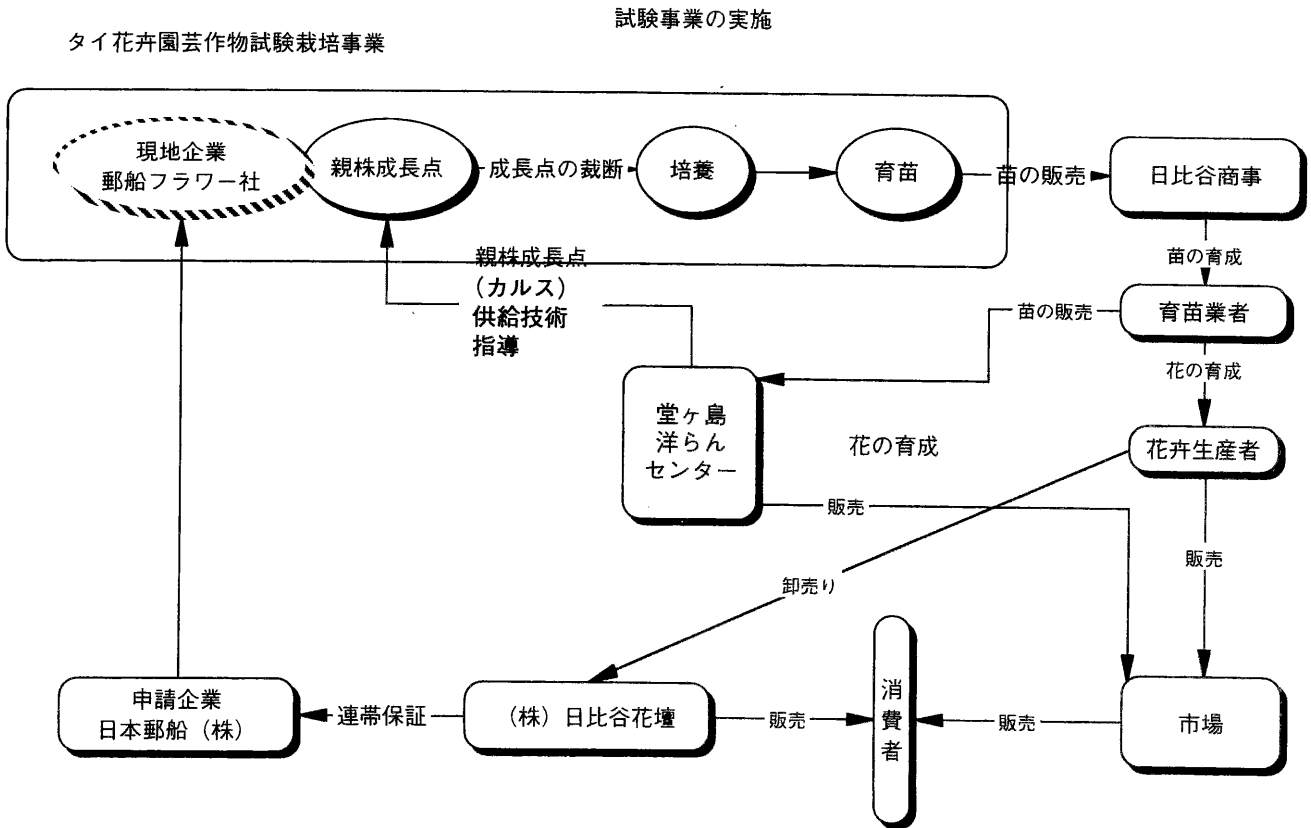 試験事業の実施
タイ花卉園芸作物試験栽培事業
現地企業
郵船フラワー社
親株成長点
成長点の裁断
培養
育苗
苗の販売
日比谷商事
苗の育成
親株成長点
(カルス)
供給技術
指導
苗の販売
育苗業者
花の育成
堂ヶ島
洋らん
センター
花の育成
花卉生産者
販売
販売
卸売り
申請企業
日本郵船(株)
連帯保証
(株)日比谷花壇
販売
消費者
販売
市場